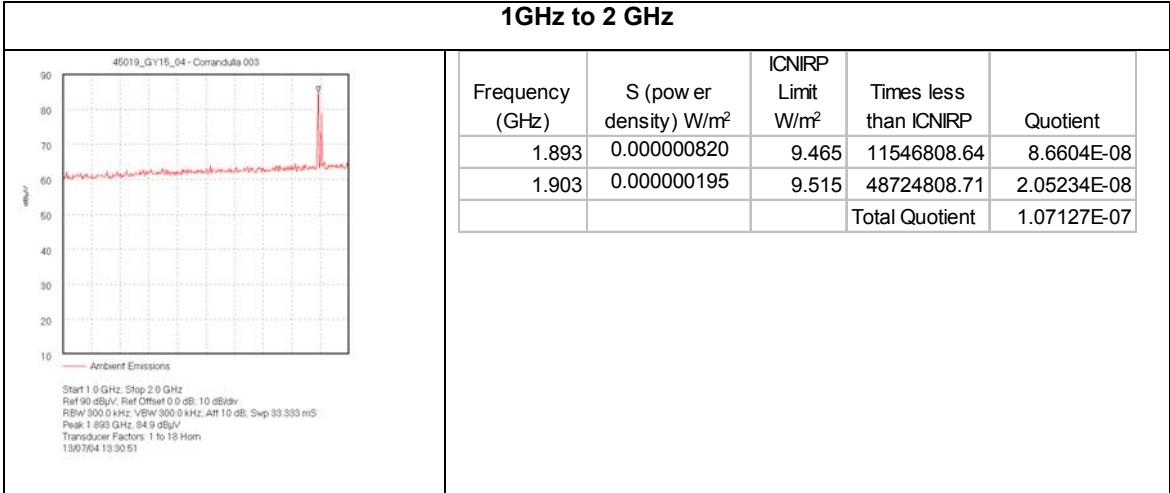 1GHz to 2 GHz
45019_GY15_04 - Corrandulla 003
90
80
70
60
50
40
30
20
10
dBµV
Ambient Emissions
Start 1.0 GHz; Stop 2.0 GHz
Ref 90 dBµV; Ref Offset 0.0 dB; 10 dB/div
RBW 300.0 kHz; VBW 300.0 kHz; Att 10 dB; Swp 33.333 mS
Peak 1.893 GHz, 84.9 dBµV
Transducer Factors: 1 to 18 Horn
13/07/04 13:30:51
Frequency (GHz) S (pow er density) W/m² ICNIRP Limit W/m² Times less than ICNIRP Quotient
1.893 0.000000820 9.465 11546808.64 8.6604E-08
1.903 0.000000195 9.515 48724808.71 2.05234E-08
Total Quotient 1.07127E-07